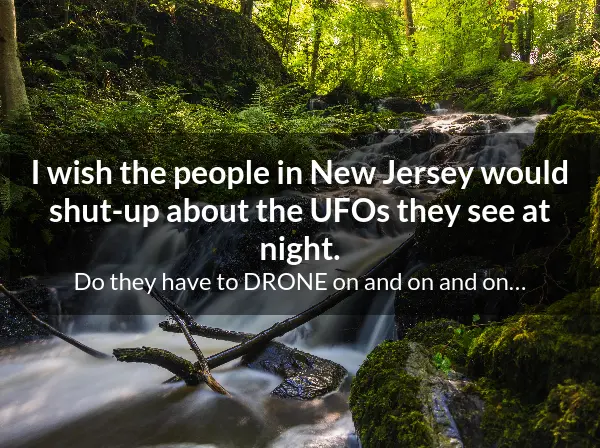 I wish the people in New Jersey would
shut-up about the UFOs they see at
night.
Do they have to DRONE on and on and on...